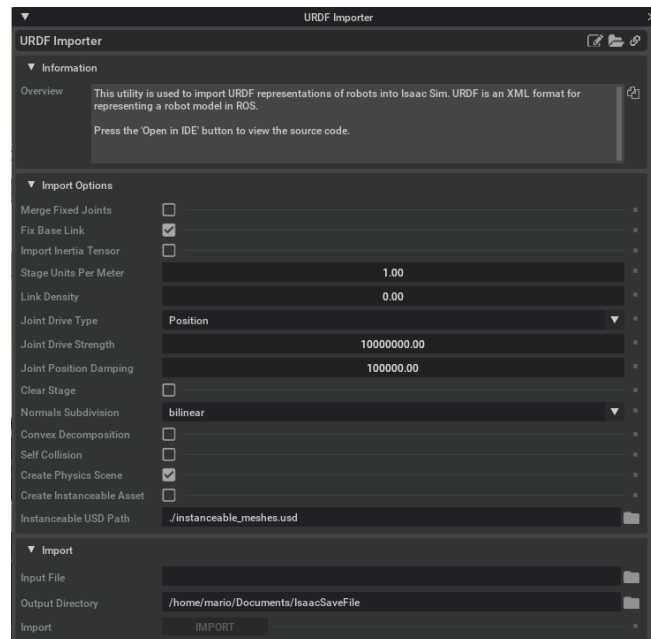 URDF Importer
URDF Importer
Information
Overview
This utility is used to import URDF representations of robots into Isaac Sim. URDF is an XML format for
representing a robot model in ROS.
Press the 'Open in IDE' button to view the source code.
Import Options
Merge Fixed Joints
Fix Base Link
Import Inertia Tensor
Stage Units Per Meter 1.00
Link Density 0.00
Joint Drive Type Position
Joint Drive Strength 10000000.00
Joint Position Damping 100000.00
Clear Stage
Normals Subdivision bilinear
Convex Decomposition
Self Collision
Create Physics Scene
Create Instanceable Asset
Instanceable USD Path ./instanceable_meshes.usd
Import
Input File
Output Directory /home/mario/Documents/IsaacSaveFile
Import IMPORT